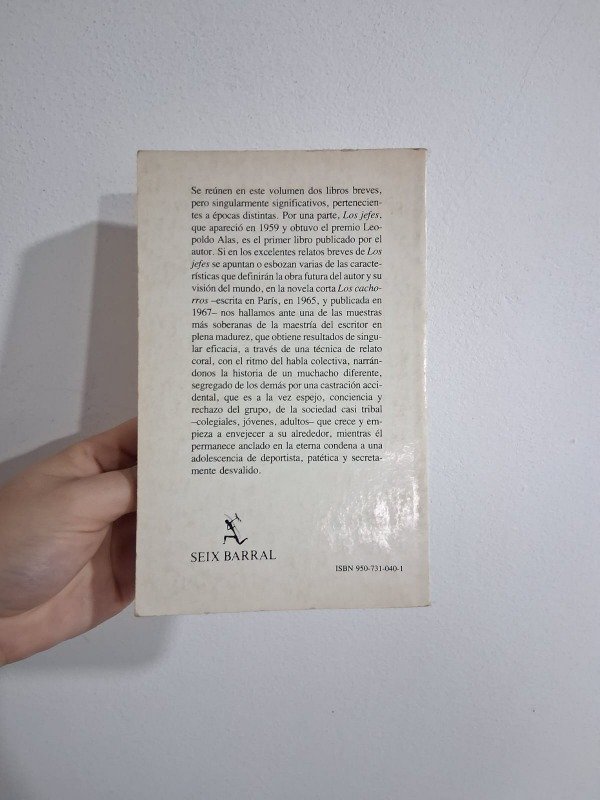 Se reúnen en este volumen dos libros breves,
pero singularmente significativos, pertenecien-
tes a épocas distintas. Por una parte, Los jefes,
que apareció en 1959 y obtuvo el premio Leo-
poldo Alas, es el primer libro publicado por el
autor. Si en los excelentes relatos breves de Los
jefes se apuntan o esbozan varias de las caracte-
rísticas que definirán la obra futura del autor y su
visión del mundo, en la novela corta Los cacho-
rros –escrita en París, en 1965, y publicada en
1967– nos hallamos ante una de las muestras
más soberanas de la maestría del escritor en
plena madurez, que obtiene resultados de singu-
lar eficacia, a través de una técnica de relato
coral, con el ritmo del habla colectiva, narrán-
donos la historia de un muchacho diferente,
segregado de los demás por una castración acci-
dental, que es a la vez espejo, conciencia y
rechazo del grupo, de la sociedad casi tribal
–colegiales, jóvenes, adultos– que crece y em-
pieza a envejecer a su alrededor, mientras él
permanece anclado en la eterna condena a una
adolescencia de deportista, patética y secreta-
mente desvalido.
SEIX BARRAL
ISBN 950-731-040-1